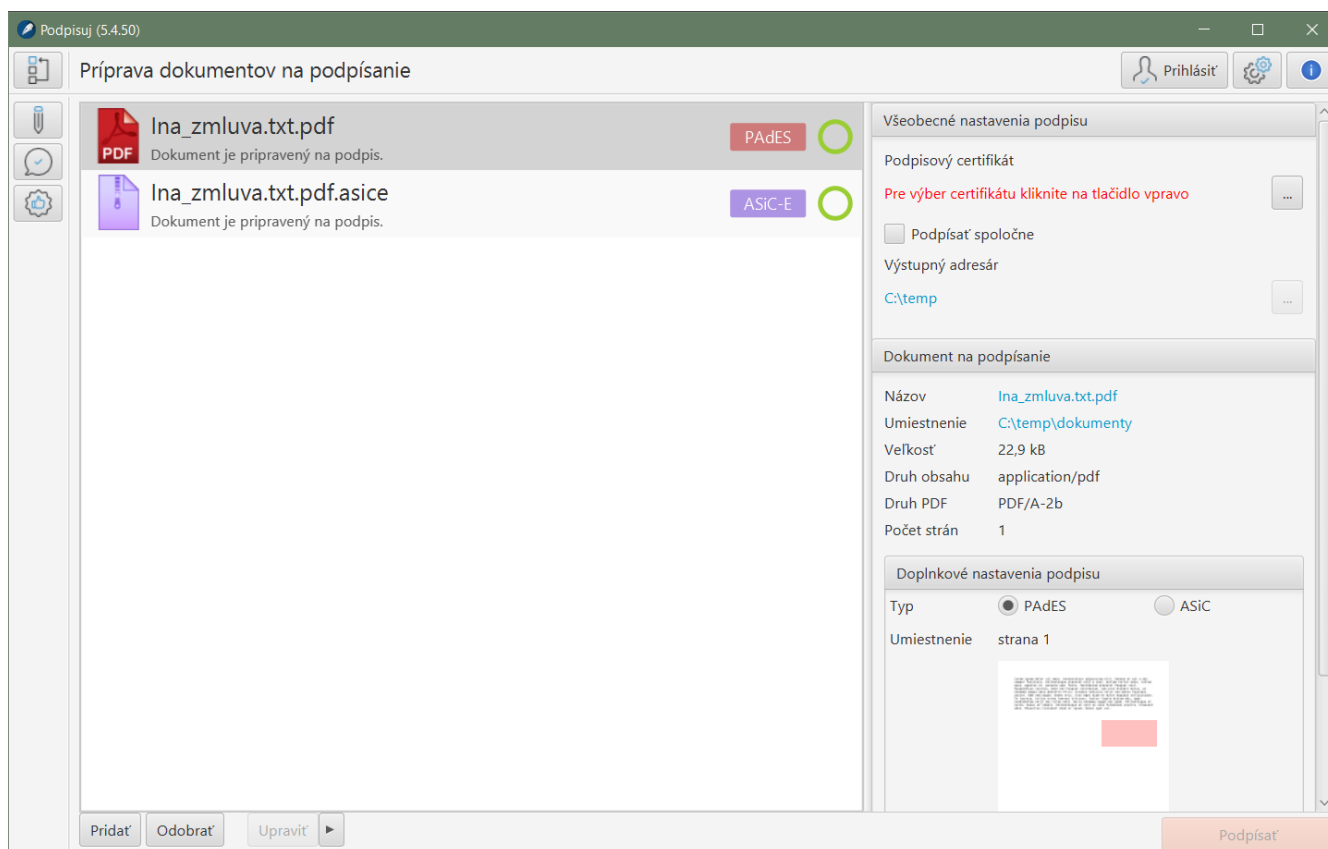 Podpisuj (5.4.50)
Príprava dokumentov na podpísanie
Prihlásiť
Ina_zmluva.txt.pdf
Dokument je pripravený na podpis.
PDF
PAdES
Ina_zmluva.txt.pdf.asice
Dokument je pripravený na podpis.
ASiC-E
Všeobecné nastavenia podpisu
Podpisový certifikát
Pre výber certifikátu kliknite na tlačidlo vpravo
...
Podpísať spoločne
Výstupný adresár
C:\temp
...
Dokument na podpísanie
Názov Ina_zmluva.txt.pdf
Umiestnenie C:\temp\dokumenty
Veľkosť 22,9 kB
Druh obsahu application/pdf
Druh PDF PDF/A-2b
Počet strán 1
Doplnkové nastavenia podpisu
Typ PAdES ASiC
Umiestnenie strana 1
Pridať Odobrať Upraviť
Podpísať